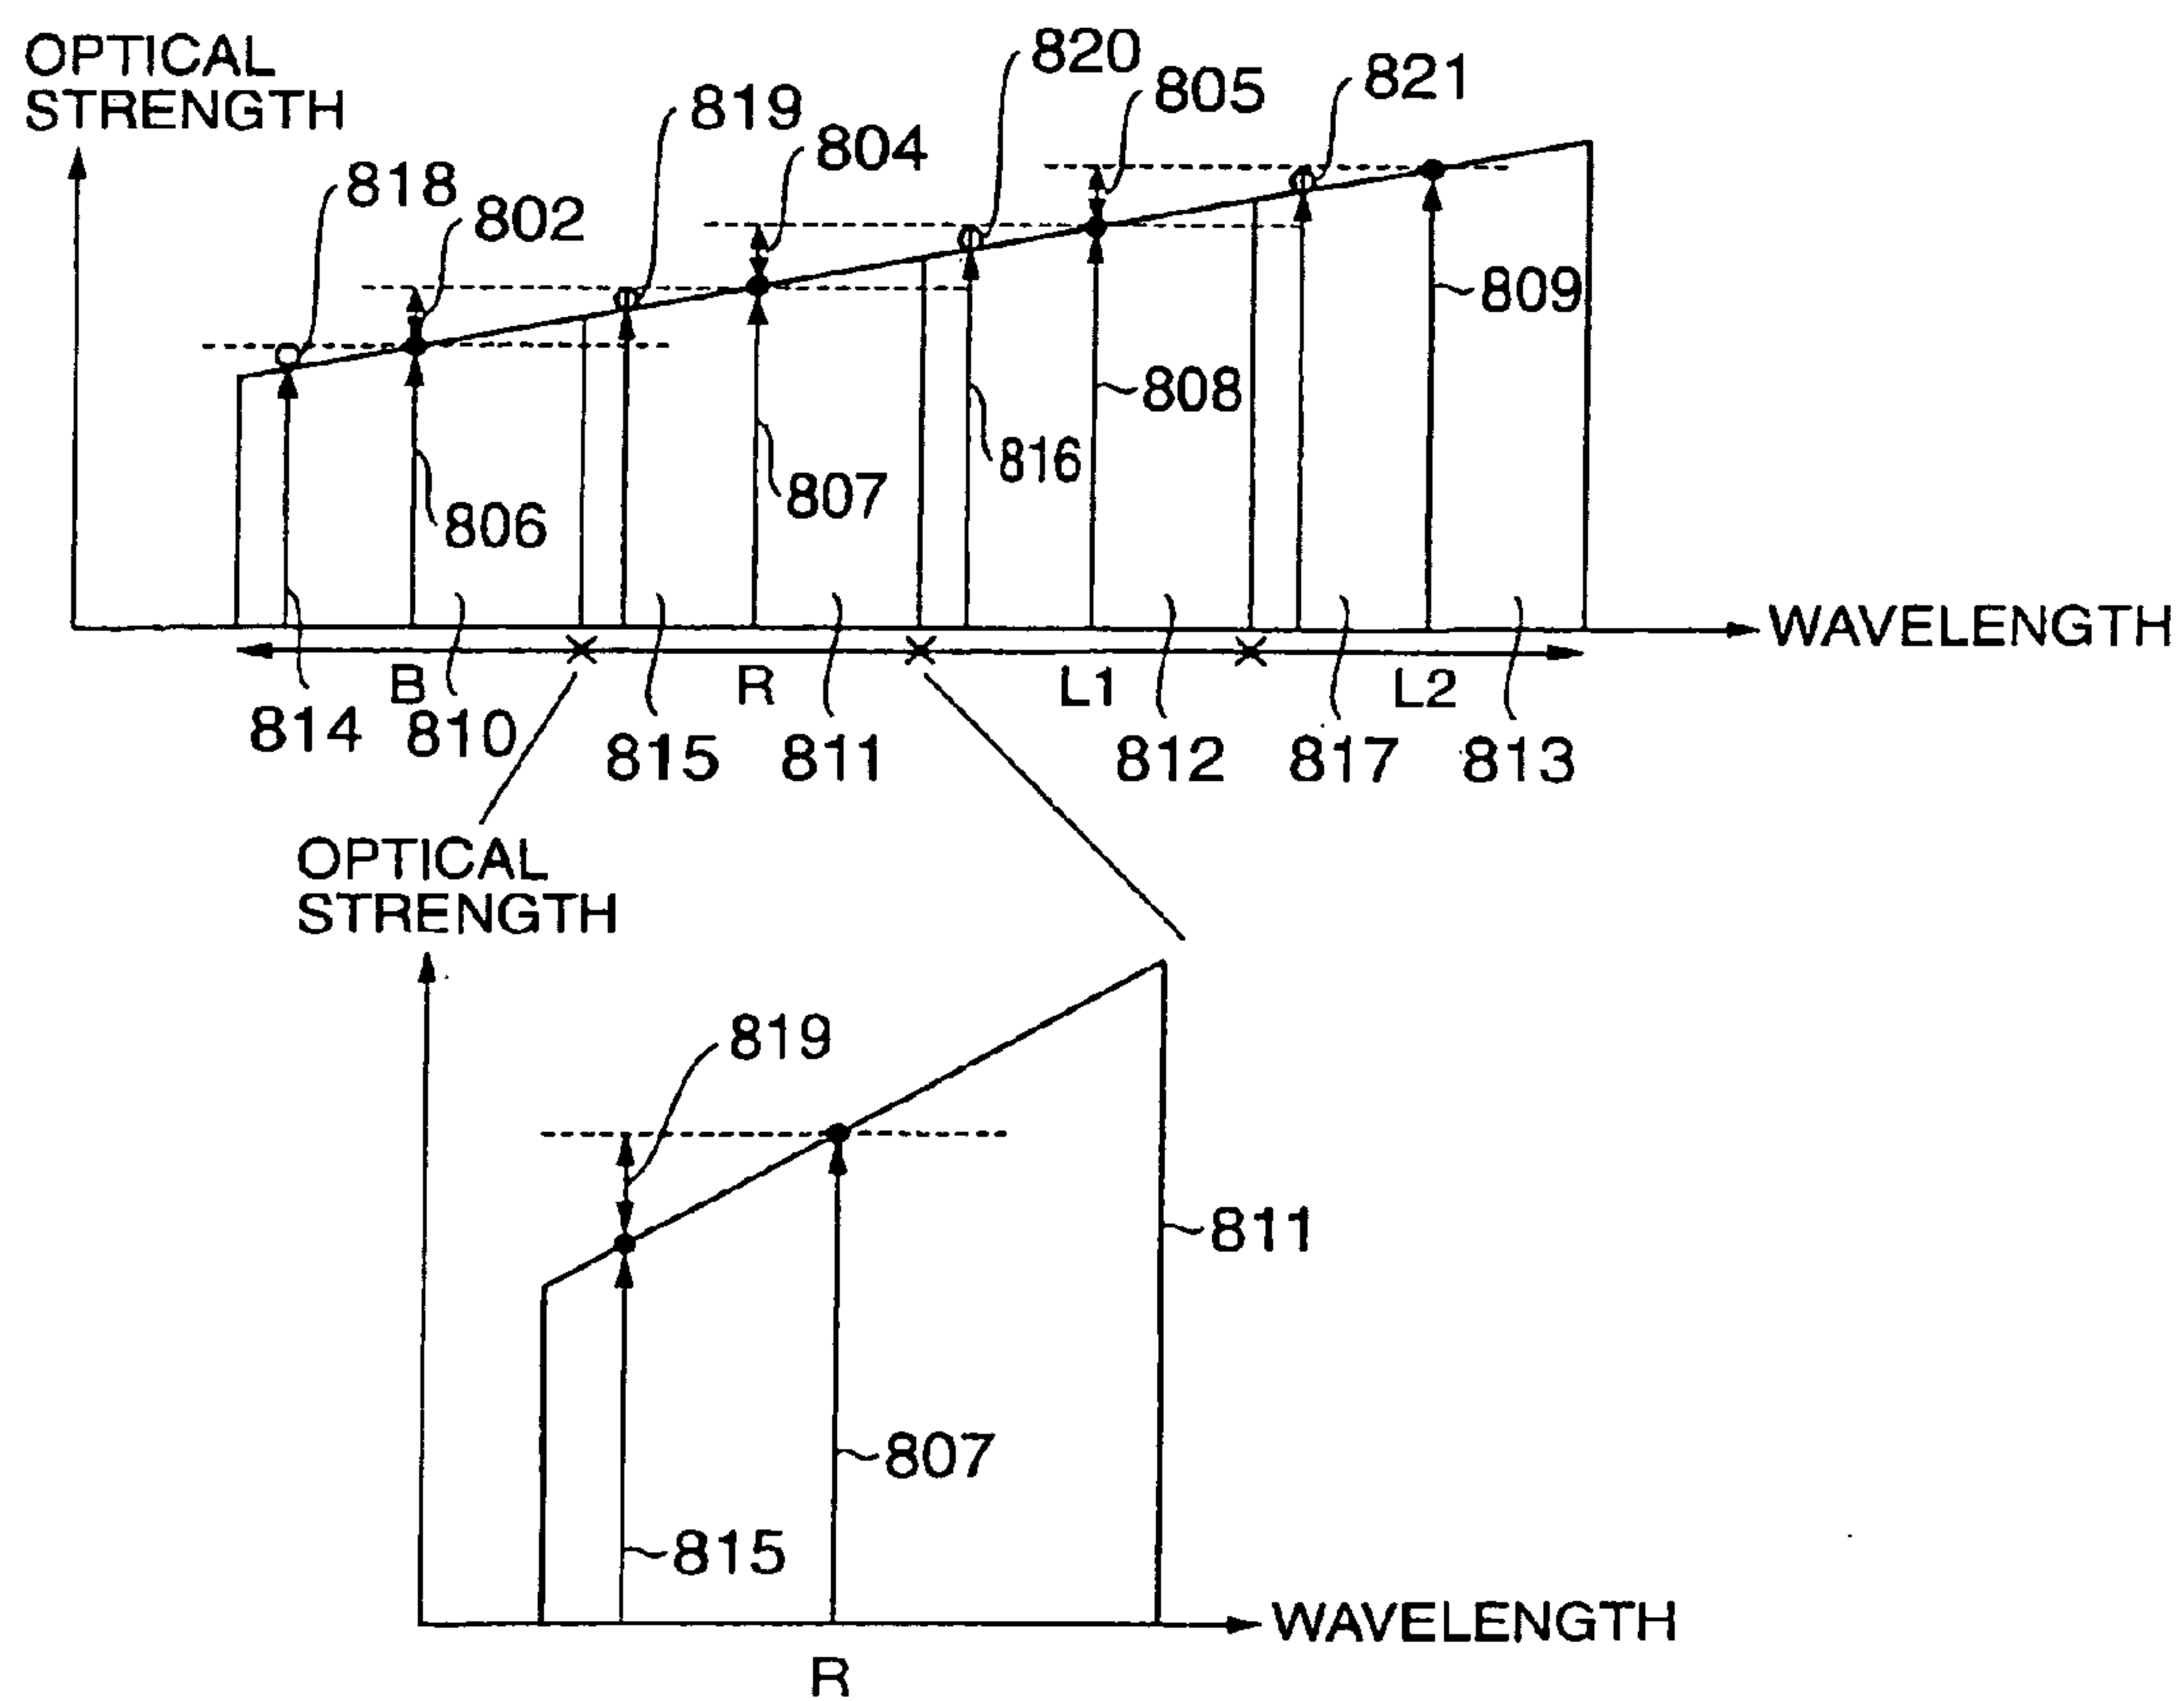 OPTICAL
STRENGTH
818
802
819
804
820
805
821
806
807
816
808
809
WAVELENGTH
B
R
L1
L2
814
810
815
811
812
817
813
OPTICAL
STRENGTH
819
811
807
815
WAVELENGTH
R